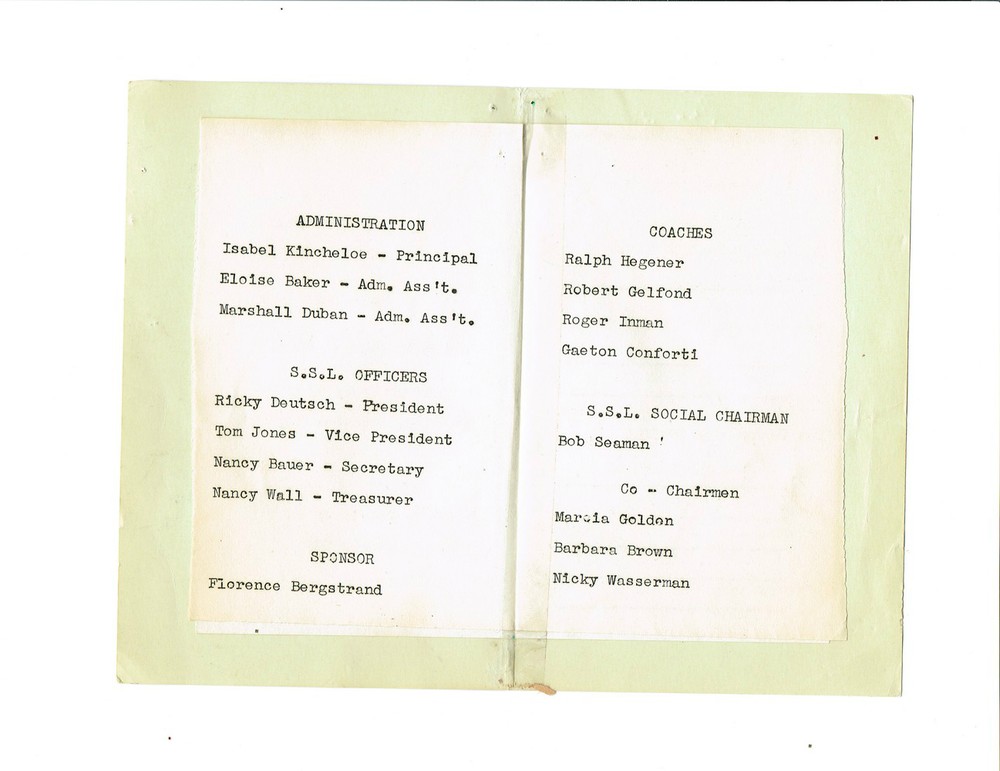 ADMINISTRATION
Isabel Kincheloe - Principal
Eloise Baker - Adm. Ass't.
Marshall Duban - Adm. Ass't.
S.S.L. OFFICERS
Ricky Deutsch - President
Tom Jones - Vice President
Nancy Bauer - Secretary
Nancy Wall - Treasurer
SPONSOR
Florence Bergstrand
COACHES
Ralph Hegener
Robert Gelfond
Roger Inman
Gaeton Conforti
S.S.L. SOCIAL CHAIRMAN
Bob Seaman '
Co - Chairmen
Marcia Goldon
Barbara Brown
Nicky Wasserman